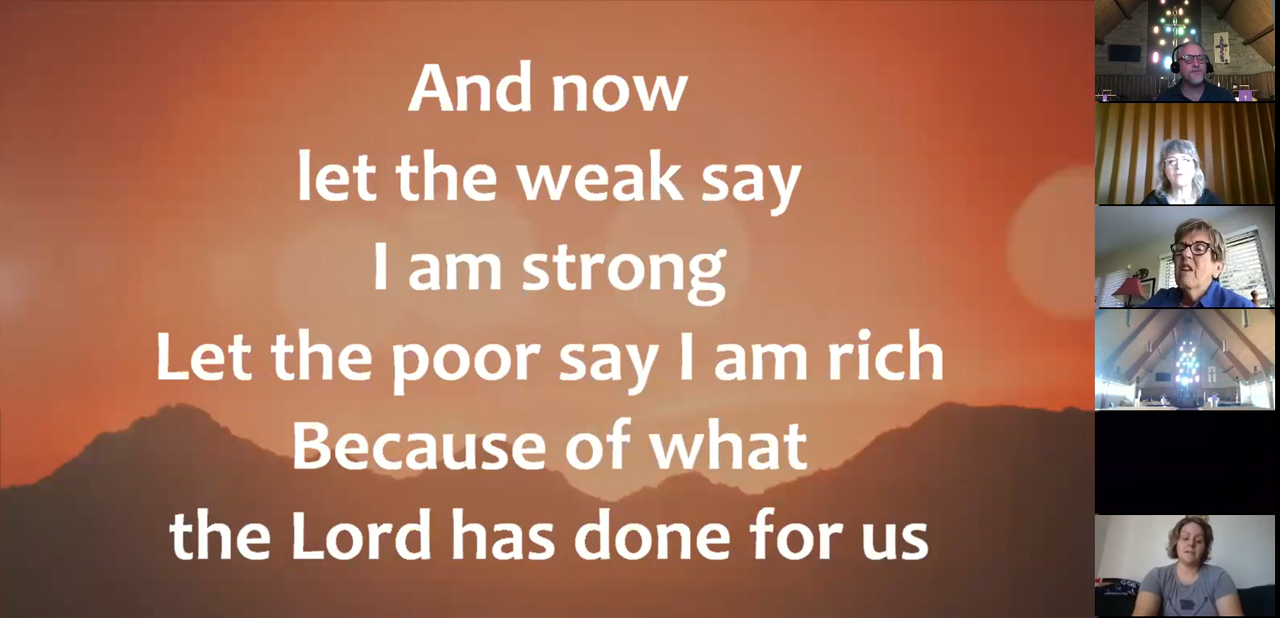 And now
let the weak say
I am strong
Let the poor say I am rich
Because of what
the Lord has done for us